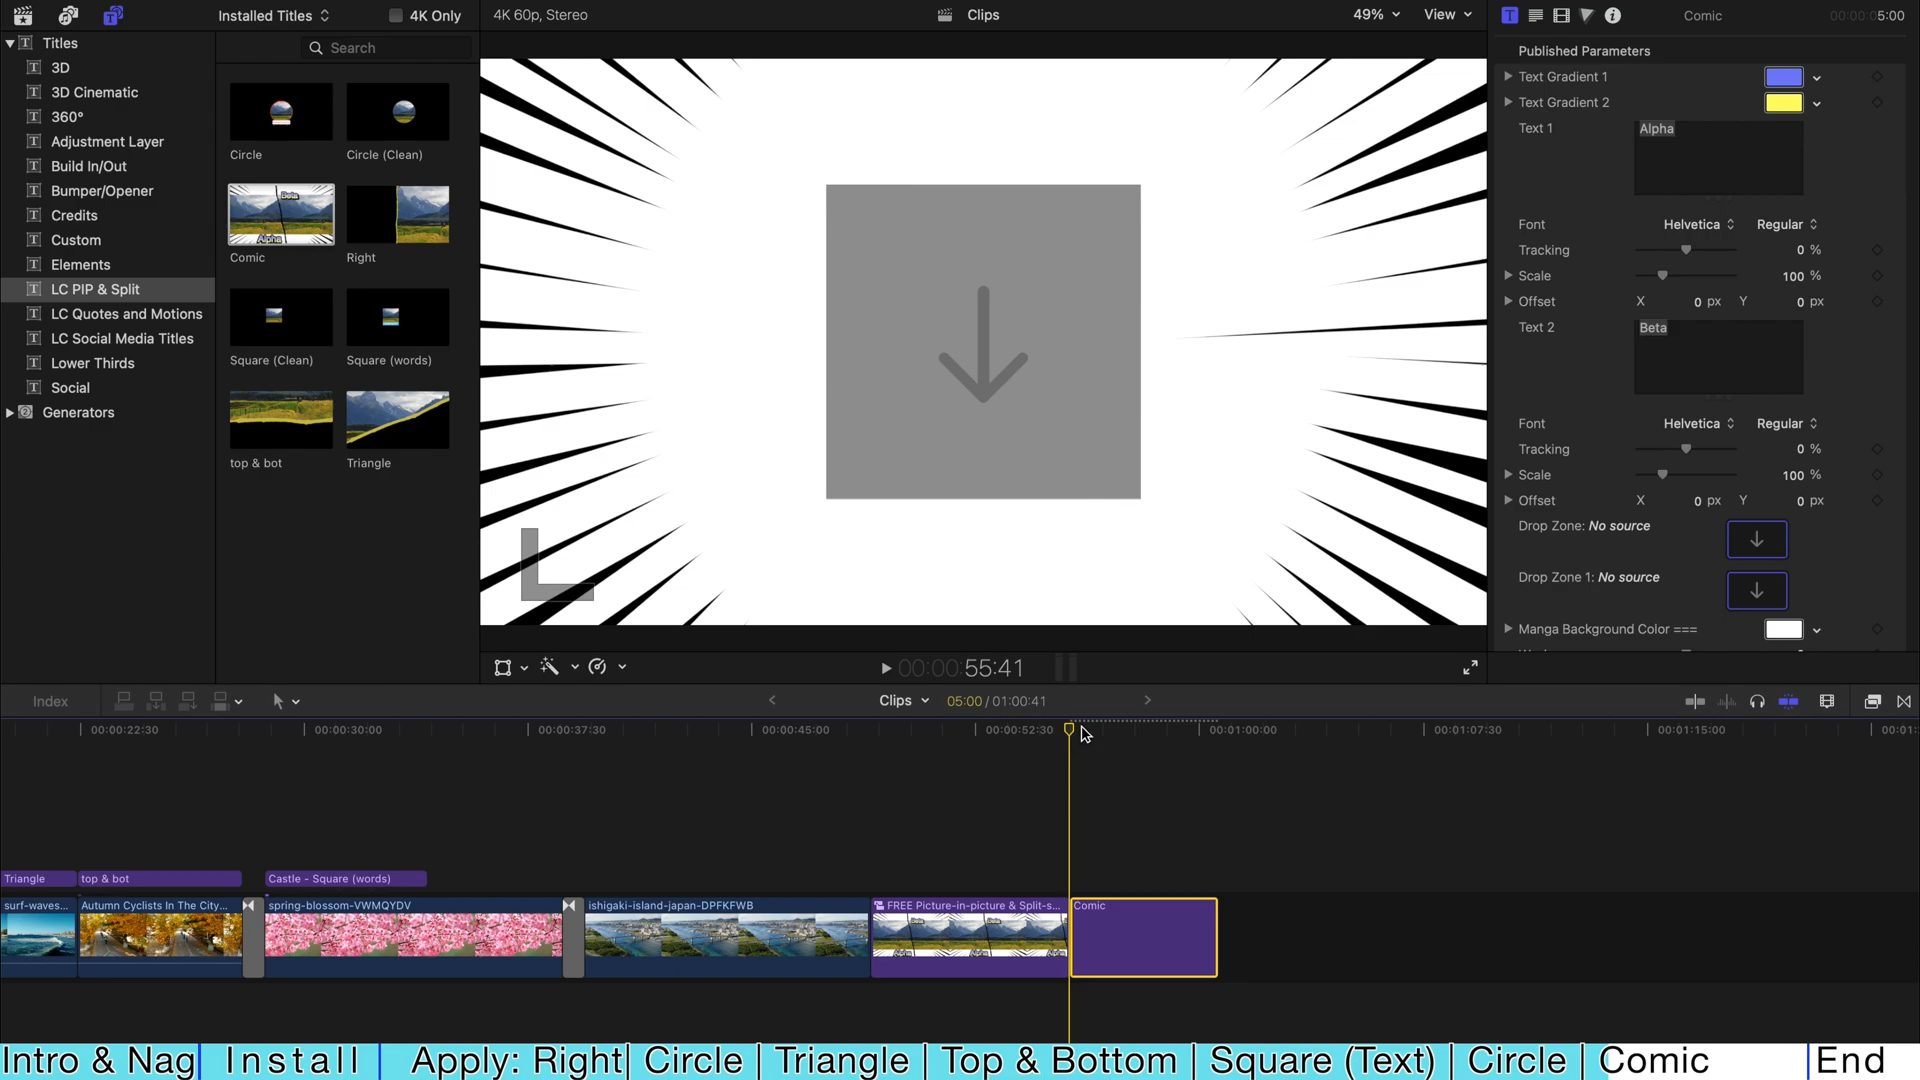 Installed Titles
4K Only
4K 60p, Stereo
Clips
49%
View
Comic
00:00:05:00
Titles
3D
3D Cinematic
360°
Adjustment Layer
Build In/Out
Bumper/Opener
Credits
Custom
Elements
LC PIP & Split
LC Quotes and Motions
LC Social Media Titles
Lower Thirds
Social
Generators
Search
Circle
Circle (Clean)
Beta
Alpha
Comic
Right
Square (Clean)
Square (words)
top & bot
Triangle
Published Parameters
Text Gradient 1
Text Gradient 2
Text 1
Alpha
Font
Helvetica
Regular
Tracking
0 %
Scale
100 %
Offset
X 0 px Y 0 px
Text 2
Beta
Font
Helvetica
Regular
Tracking
0 %
Scale
100 %
Offset
X 0 px Y 0 px
Drop Zone: No source
Drop Zone 1: No source
Manga Background Color ===
00:00:55:41
Index
Clips
05:00 / 01:00:41
00:00:22:30
00:00:30:00
00:00:37:30
00:00:45:00
00:00:52:30
00:01:00:00
00:01:07:30
00:01:15:00
00:01:
Triangle
top & bot
Castle - Square (words)
surf-waves...
Autumn Cyclists In The City...
spring-blossom-VWMQYDV
ishigaki-island-japan-DPFKFWB
FREE Picture-in-picture & Split-s...
Comic
Intro & Nag
Install
Apply: Right| Circle | Triangle | Top & Bottom | Square (Text) | Circle | Comic
End